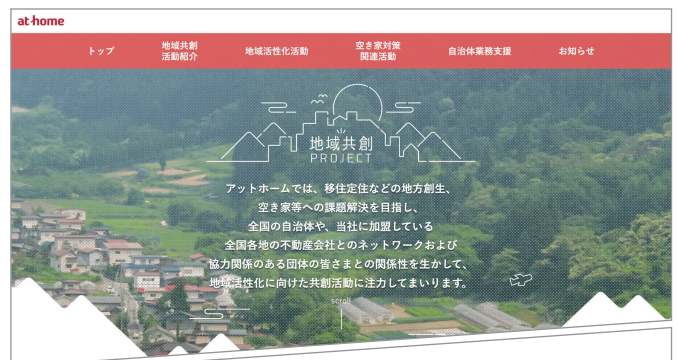 at home
トップ
地域共創
活動紹介
地域活性化活動
空き家対策
関連活動
自治体業務支援
お知らせ
地域共創
PROJECT
アットホームでは、移住定住などの地方創生、
空き家等への課題解決を目指し、
全国の自治体や、当社に加盟している
全国各地の不動産会社とのネットワークおよび
協力関係のある団体の皆さまとの関係性を生かして、
地域活性化に向けた共創活動に注力してまいります。
scroll